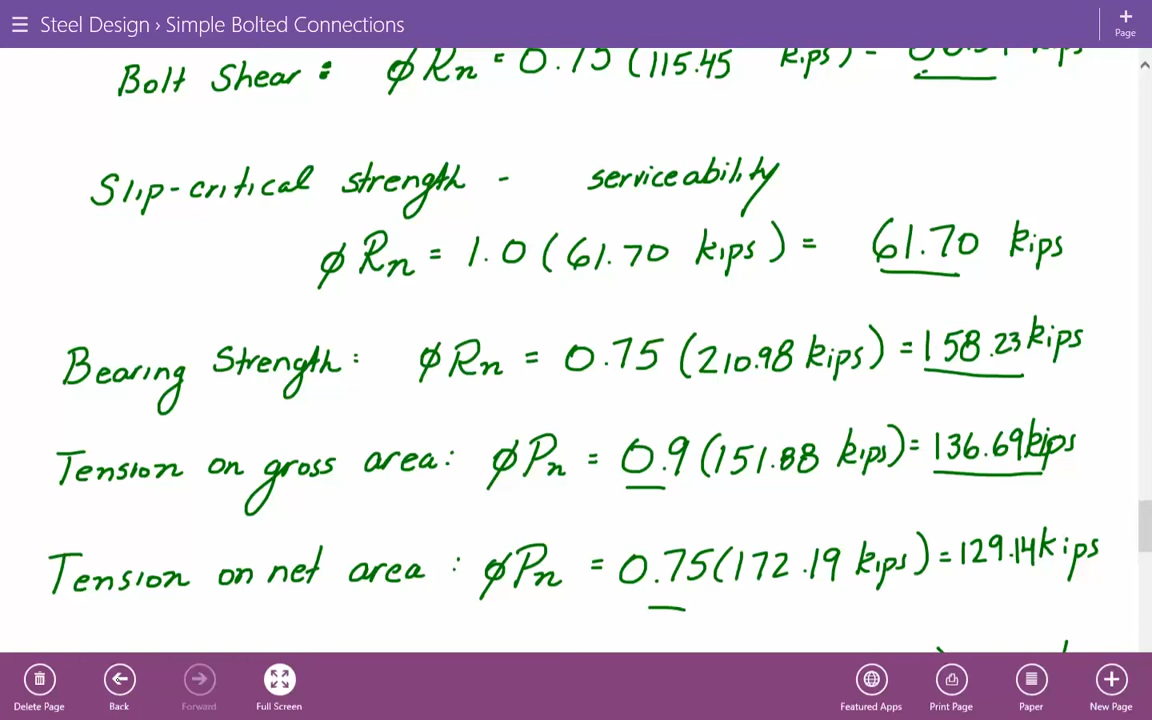 Steel Design › Simple Bolted Connections
Page
Bolt Shear: ϕRn = 0.75 (115.45 kips) = kips
Slip-critical strength - serviceability
ϕRn = 1.0 (61.70 kips) = 61.70 kips
Bearing Strength: ϕRn = 0.75 (210.98 kips) = 158.23 kips
Tension on gross area: ϕPn = 0.9 (151.88 kips) = 136.69 kips
Tension on net area: ϕPn = 0.75 (172.19 kips) = 129.14 kips
Delete Page
Back
Forward
Full Screen
Featured Apps
Print Page
Paper
New Page